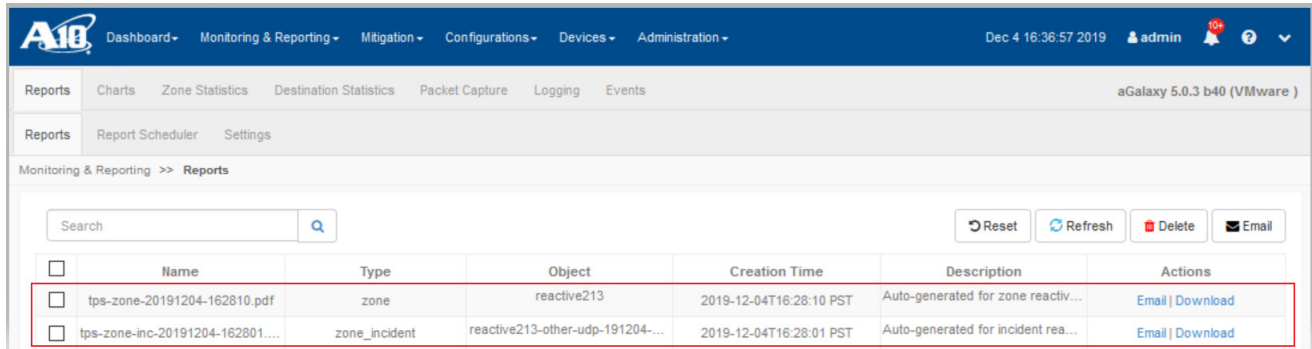 A10 Dashboard Monitoring & Reporting Mitigation Configurations Devices Administration Dec 4 16:36:57 2019 admin 10+ ?
Reports Charts Zone Statistics Destination Statistics Packet Capture Logging Events aGalaxy 5.0.3 b40 (VMware )
Reports Report Scheduler Settings
Monitoring & Reporting >> Reports
Search Reset Refresh Delete Email
Name Type Object Creation Time Description Actions
tps-zone-20191204-162810.pdf zone reactive213 2019-12-04T16:28:10 PST Auto-generated for zone reactiv... Email | Download
tps-zone-inc-20191204-162801.... zone_incident reactive213-other-udp-191204-... 2019-12-04T16:28:01 PST Auto-generated for incident rea... Email | Download